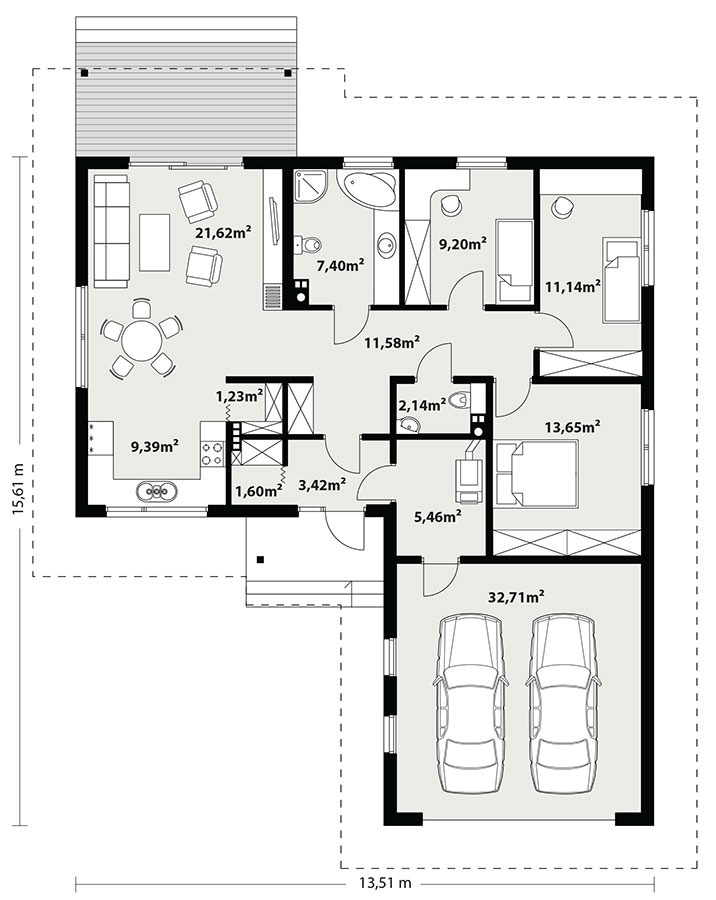 21,62m²
7,40m²
9,20m²
11,14m²
11,58m²
1,23m²
2,14m²
13,65m²
9,39m²
1,60m²
3,42m²
5,46m²
15,61 m
32,71m²
13,51 m